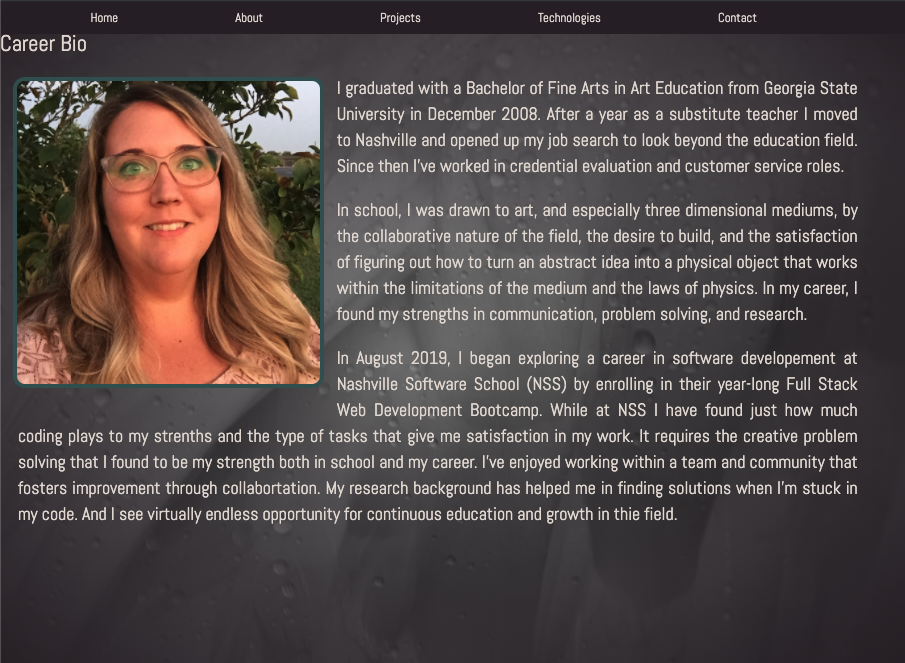 Home About Projects Technologies Contact
Career Bio
I graduated with a Bachelor of Fine Arts in Art Education from Georgia State
University in December 2008. After a year as a substitute teacher I moved
to Nashville and opened up my job search to look beyond the education field.
Since then I've worked in credential evaluation and customer service roles.
In school, I was drawn to art, and especially three dimensional mediums, by
the collaborative nature of the field, the desire to build, and the satisfaction
of figuring out how to turn an abstract idea into a physical object that works
within the limitations of the medium and the laws of physics. In my career, I
found my strengths in communication, problem solving, and research.
In August 2019, I began exploring a career in software developement at
Nashville Software School (NSS) by enrolling in their year-long Full Stack
Web Development Bootcamp. While at NSS I have found just how much
coding plays to my strenths and the type of tasks that give me satisfaction in my work. It requires the creative problem
solving that I found to be my strength both in school and my career. I've enjoyed working within a team and community that
fosters improvement through collabortation. My research background has helped me in finding solutions when I'm stuck in
my code. And I see virtually endless opportunity for continuous education and growth in thie field.